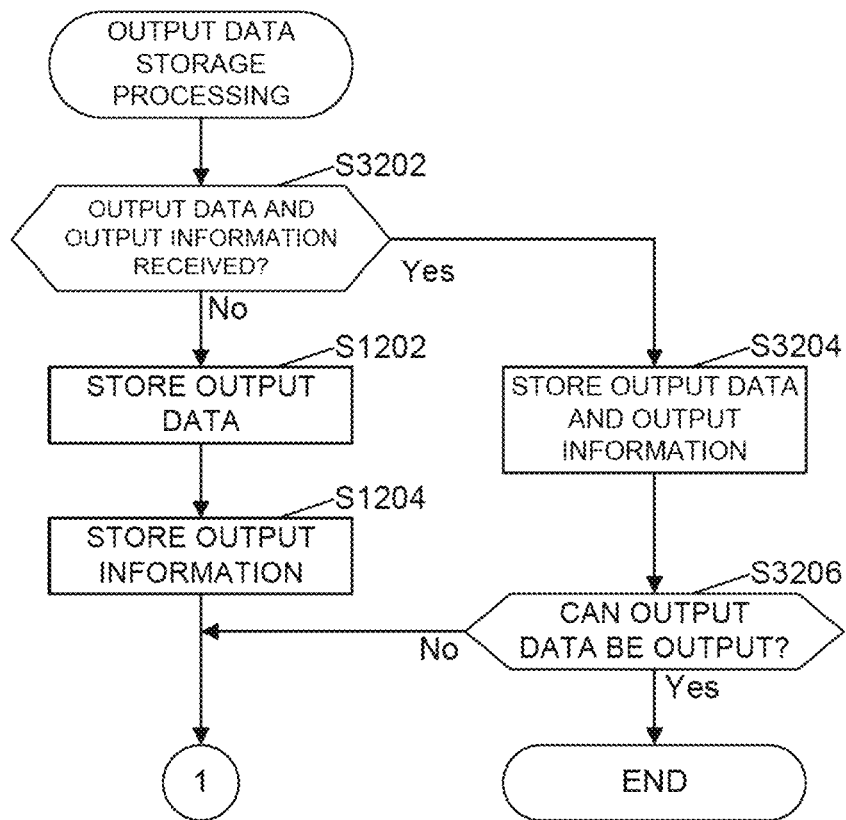 OUTPUT DATA
STORAGE
PROCESSING
S3202
OUTPUT DATA AND
OUTPUT INFORMATION
RECEIVED?
Yes
No
S1202
STORE OUTPUT
DATA
S3204
STORE OUTPUT DATA
AND OUTPUT
INFORMATION
S1204
STORE OUTPUT
INFORMATION
S3206
CAN OUTPUT
DATA BE OUTPUT?
No
Yes
1
END